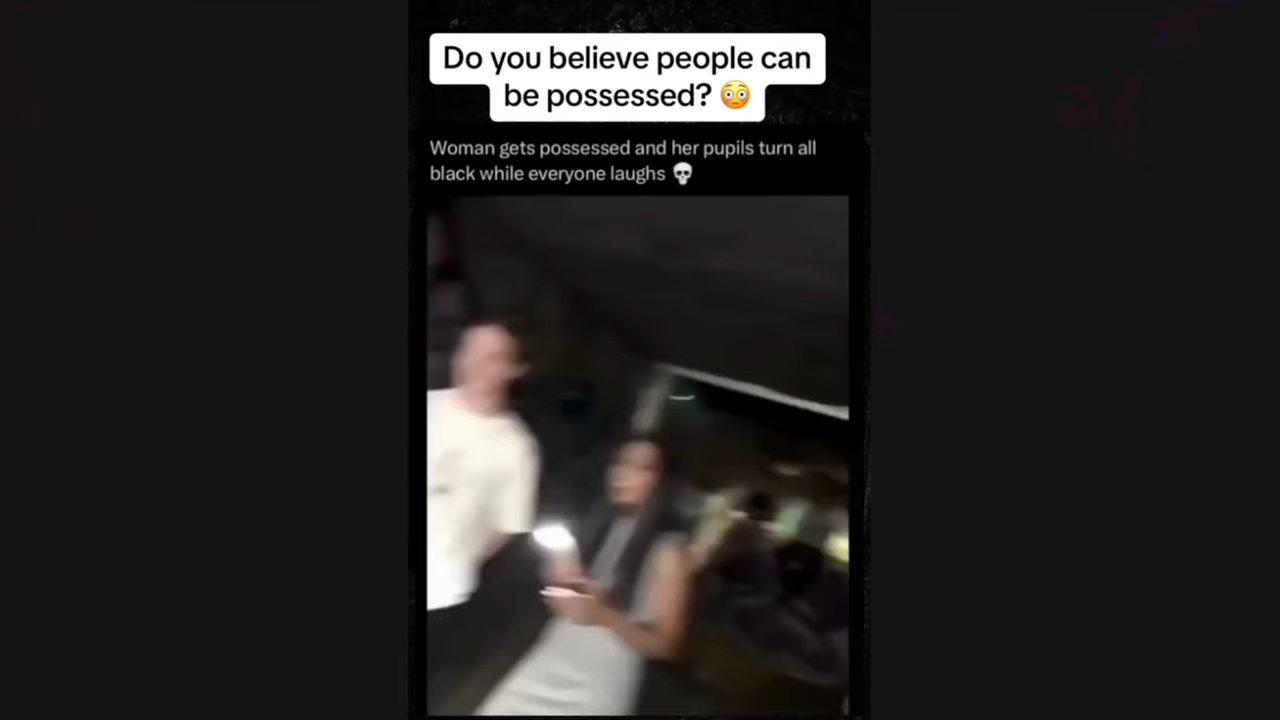 Do you believe people can
be possessed? 😳
Woman gets possessed and her pupils turn all
black while everyone laughs 💀